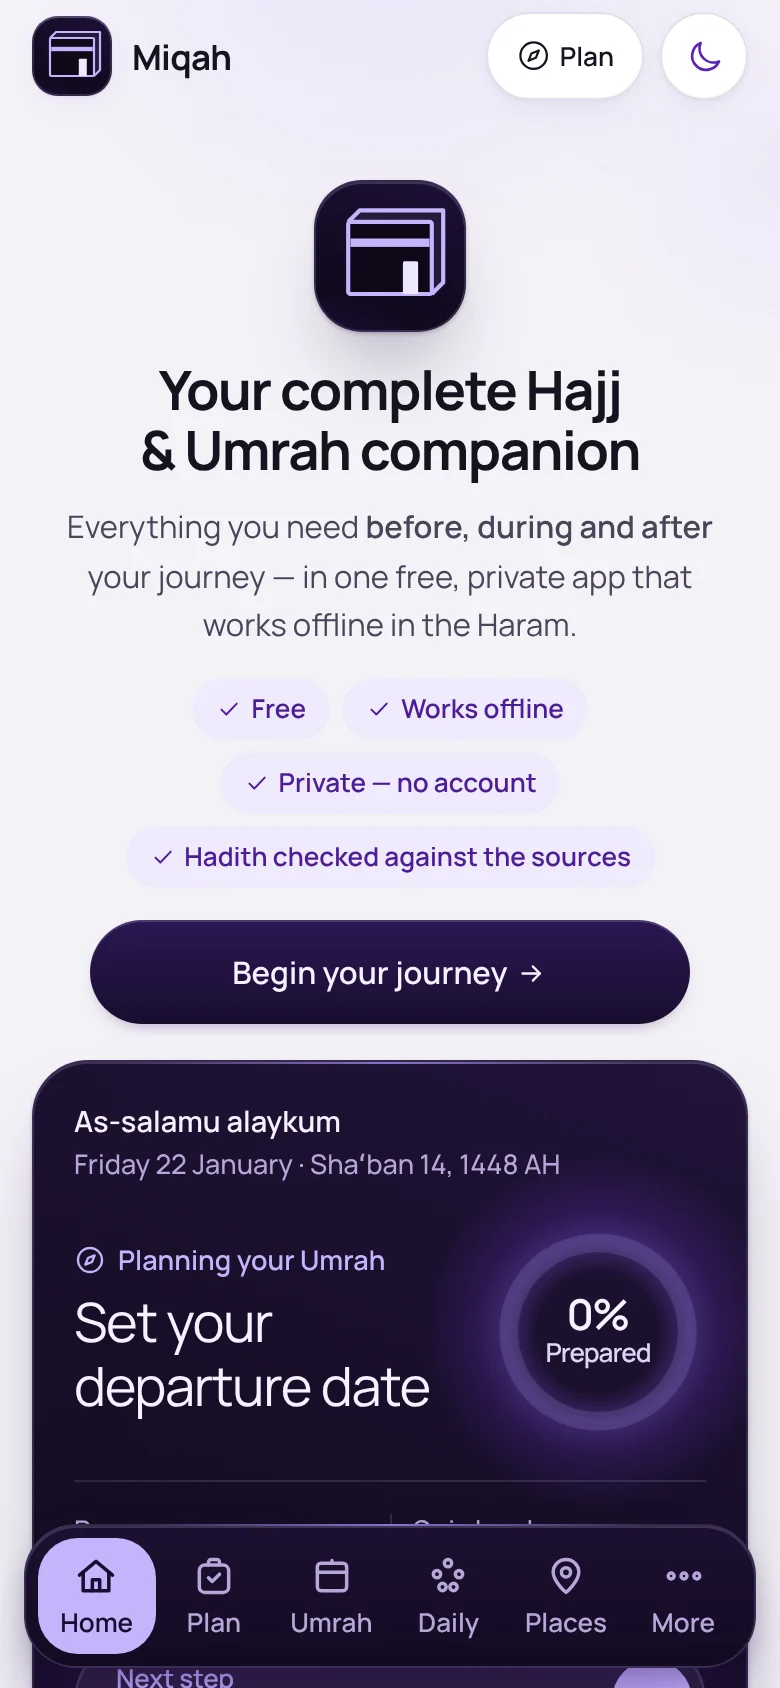 Miqah
Plan
Your complete Hajj
& Umrah companion
Everything you need before, during and after
your journey — in one free, private app that
works offline in the Haram.
Free
Works offline
Private — no account
Hadith checked against the sources
Begin your journey →
As-salamu alaykum
Friday 22 January · Shaʻban 14, 1448 AH
Planning your Umrah
Set your
departure date
0%
Prepared
Home
Plan
Umrah
Daily
Places
More
Next step